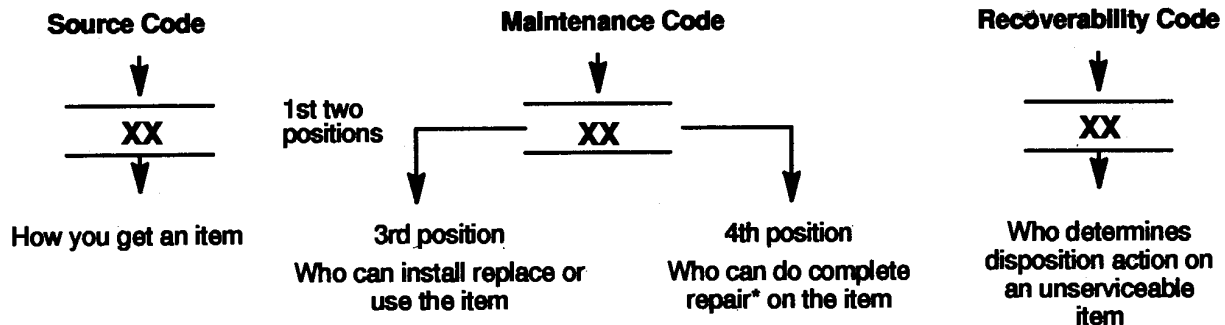 Source Code
Maintenance Code
Recoverability Code
XX
1st two
positions
XX
XX
How you get an item
3rd position
Who can install replace or
use the item
4th position
Who can do complete
repair* on the item
Who determines
disposition action on
an unserviceable
item